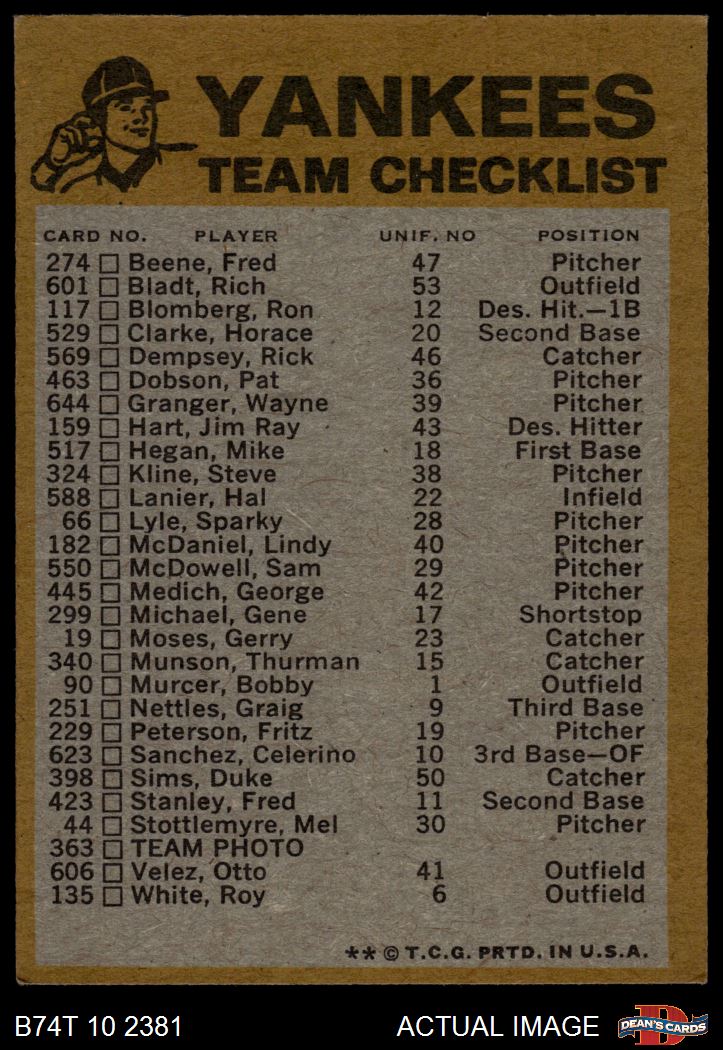 YANKEES
TEAM CHECKLIST
CARD NO. PLAYER UNIF. NO POSITION
274 Beene, Fred 47 Pitcher
601 Bladt, Rich 53 Outfield
117 Blomberg, Ron 12 Des. Hit.—1B
529 Clarke, Horace 20 Second Base
569 Dempsey, Rick 46 Catcher
463 Dobson, Pat 36 Pitcher
644 Granger, Wayne 39 Pitcher
159 Hart, Jim Ray 43 Des. Hitter
517 Hegan, Mike 18 First Base
324 Kline, Steve 38 Pitcher
588 Lanier, Hal 22 Infield
66 Lyle, Sparky 28 Pitcher
182 McDaniel, Lindy 40 Pitcher
550 McDowell, Sam 29 Pitcher
445 Medich, George 42 Pitcher
299 Michael, Gene 17 Shortstop
19 Moses, Gerry 23 Catcher
340 Munson, Thurman 15 Catcher
90 Murcer, Bobby 1 Outfield
251 Nettles, Graig 9 Third Base
229 Peterson, Fritz 19 Pitcher
623 Sanchez, Celerino 10 3rd Base—OF
398 Sims, Duke 50 Catcher
423 Stanley, Fred 11 Second Base
44 Stottlemyre, Mel 30 Pitcher
363 TEAM PHOTO
606 Velez, Otto 41 Outfield
135 White, Roy 6 Outfield
** © T.C.G. PRTD. IN U.S.A.
B74T 10 2381 ACTUAL IMAGE DEAN'S CARDS